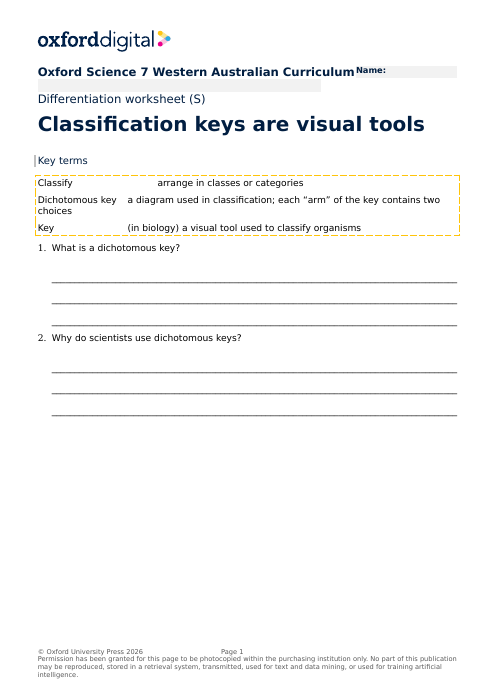 oxforddigital
Oxford Science 7 Western Australian Curriculum Name:
Differentiation worksheet (S)
Classification keys are visual tools
Key terms
Classify arrange in classes or categories
Dichotomous key a diagram used in classification; each “arm” of the key contains two
choices
Key (in biology) a visual tool used to classify organisms
1. What is a dichotomous key?
2. Why do scientists use dichotomous keys?
© Oxford University Press 2026 Page 1
Permission has been granted for this page to be photocopied within the purchasing institution only. No part of this publication
may be reproduced, stored in a retrieval system, transmitted, used for text and data mining, or used for training artificial
intelligence.